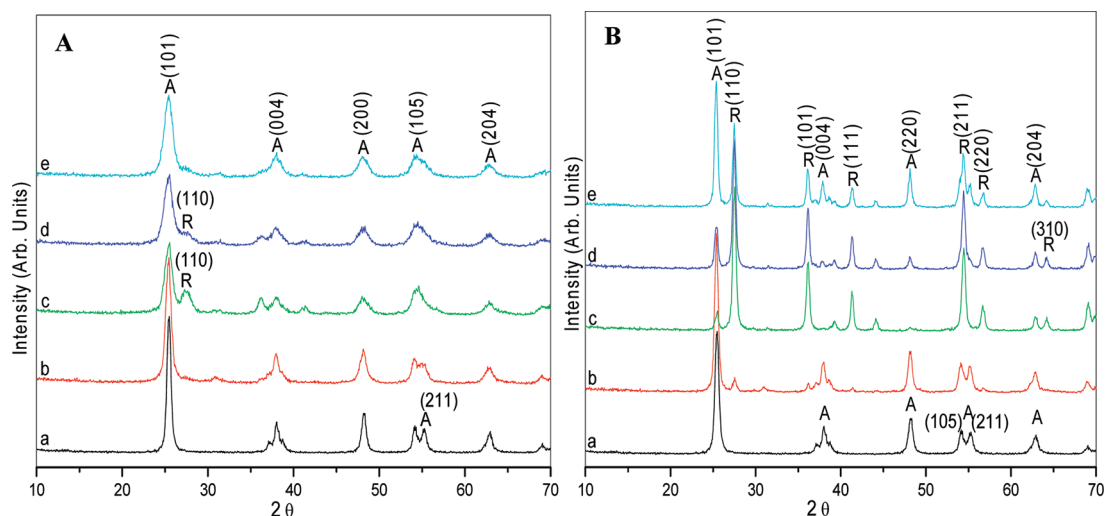 A
A(101)
A(004)
A(200)
A(105)
A(204)
e
(110)
R
d
(110)
R
c
b
(211)
A
a
Intensity (Arb. Units)
10 20 30 40 50 60 70
2 θ
B
A(101)
R(110)
R(101)
A(004)
R(111)
A(220)
R(211)
R(220)
A(204)
e
(310)
R
d
c
b
A
A
(105)
A
(211)
A
a
Intensity (Arb. Units)
10 20 30 40 50 60 70
2 θ